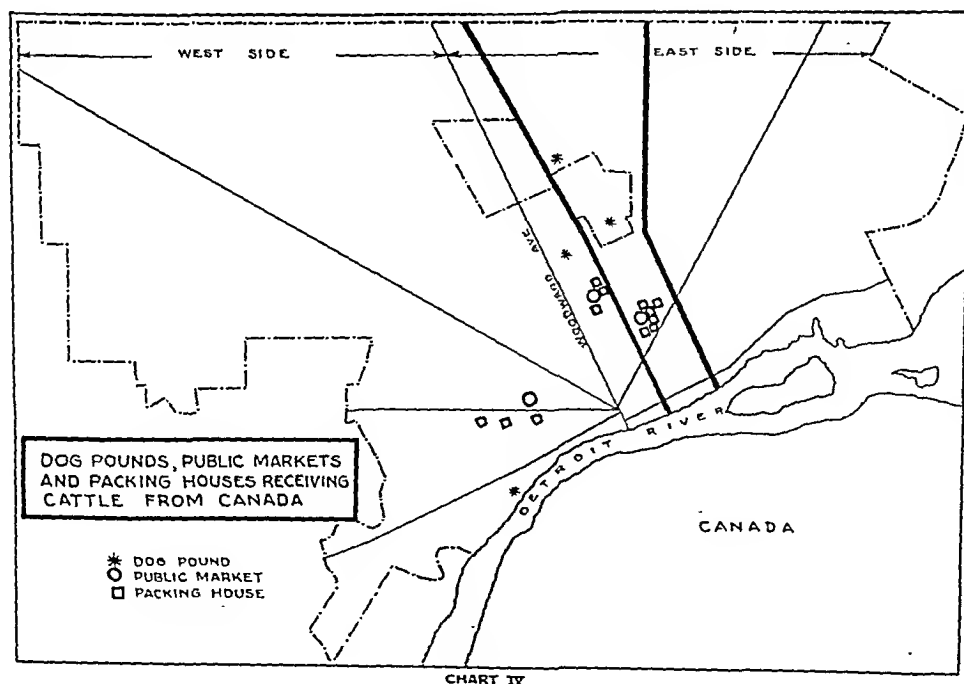 WEST SIDE
EAST SIDE
WOODWARD AVE
DETROIT RIVER
CANADA
DOG POUNDS, PUBLIC MARKETS
AND PACKING HOUSES RECEIVING
CATTLE FROM CANADA
DOG POUND
PUBLIC MARKET
PACKING HOUSE
CHART IV